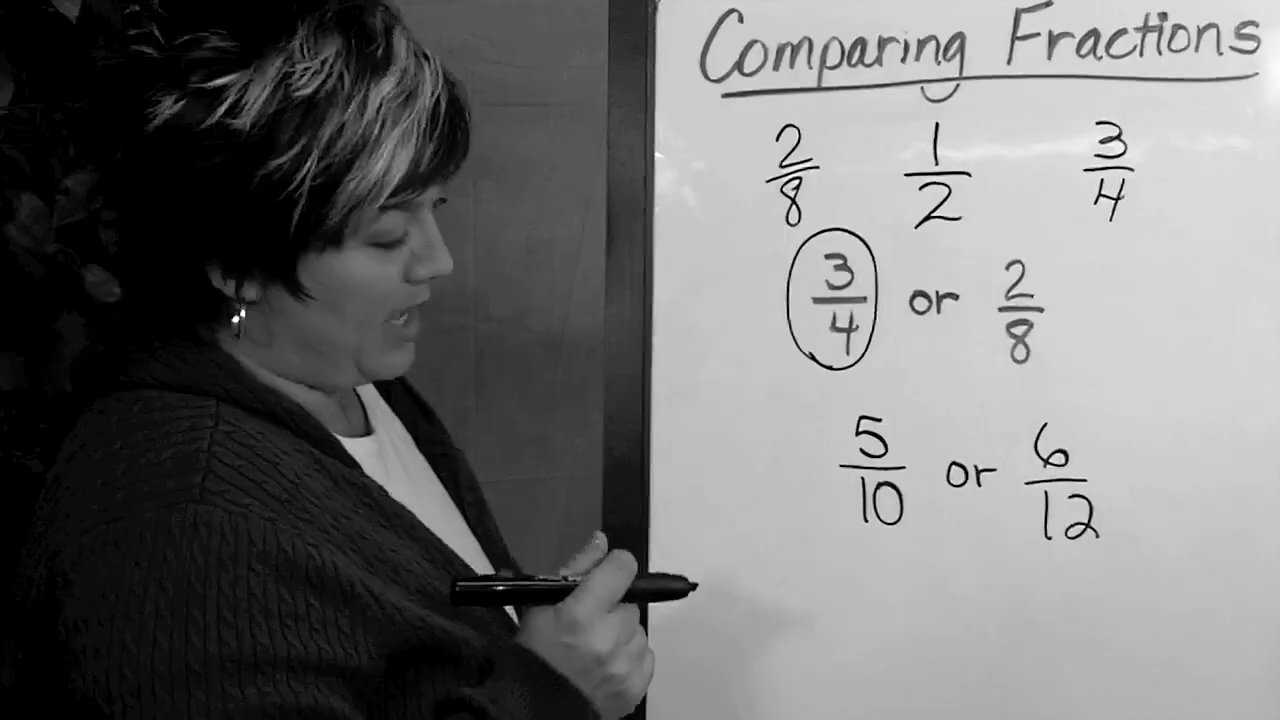 Comparing Fractions
2/8 1/2 3/4
3/4 or 2/8
5/10 or 6/12